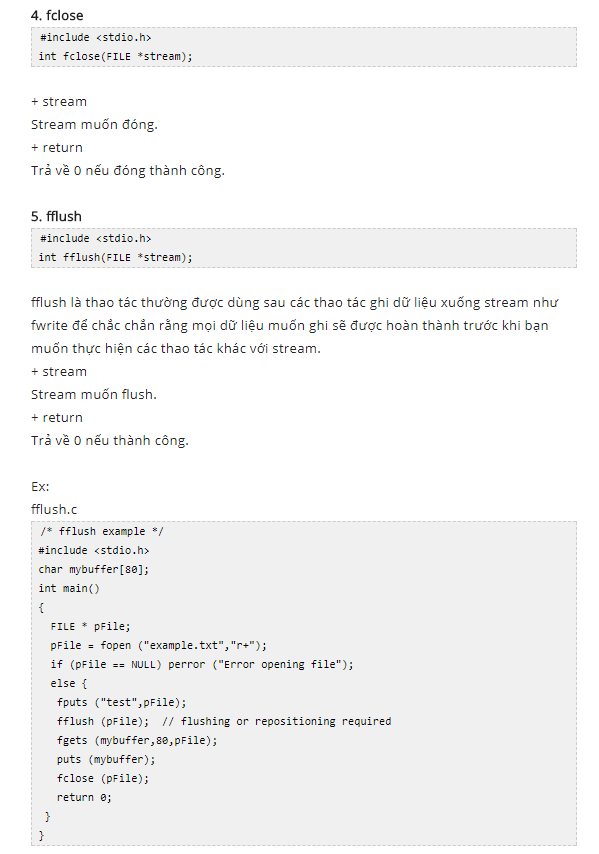 4. fclose
#include <stdio.h>
int fclose(FILE *stream);
+ stream
Stream muốn đóng.
+ return
Trả về 0 nếu đóng thành công.
5. fflush
#include <stdio.h>
int fflush(FILE *stream);
fflush là thao tác thường được dùng sau các thao tác ghi dữ liệu xuống stream như
fwrite để chắc chắn rằng mọi dữ liệu muốn ghi sẽ được hoàn thành trước khi bạn
muốn thực hiện các thao tác khác với stream.
+ stream
Stream muốn flush.
+ return
Trả về 0 nếu thành công.
Ex:
fflush.c
/* fflush example */
#include <stdio.h>
char mybuffer[80];
int main()
{
FILE * pFile;
pFile = fopen ("example.txt","r+");
if (pFile == NULL) perror ("Error opening file");
else {
fputs ("test",pFile);
fflush (pFile);  // flushing or repositioning required
fgets (mybuffer,80,pFile);
puts (mybuffer);
fclose (pFile);
return 0;
}
}